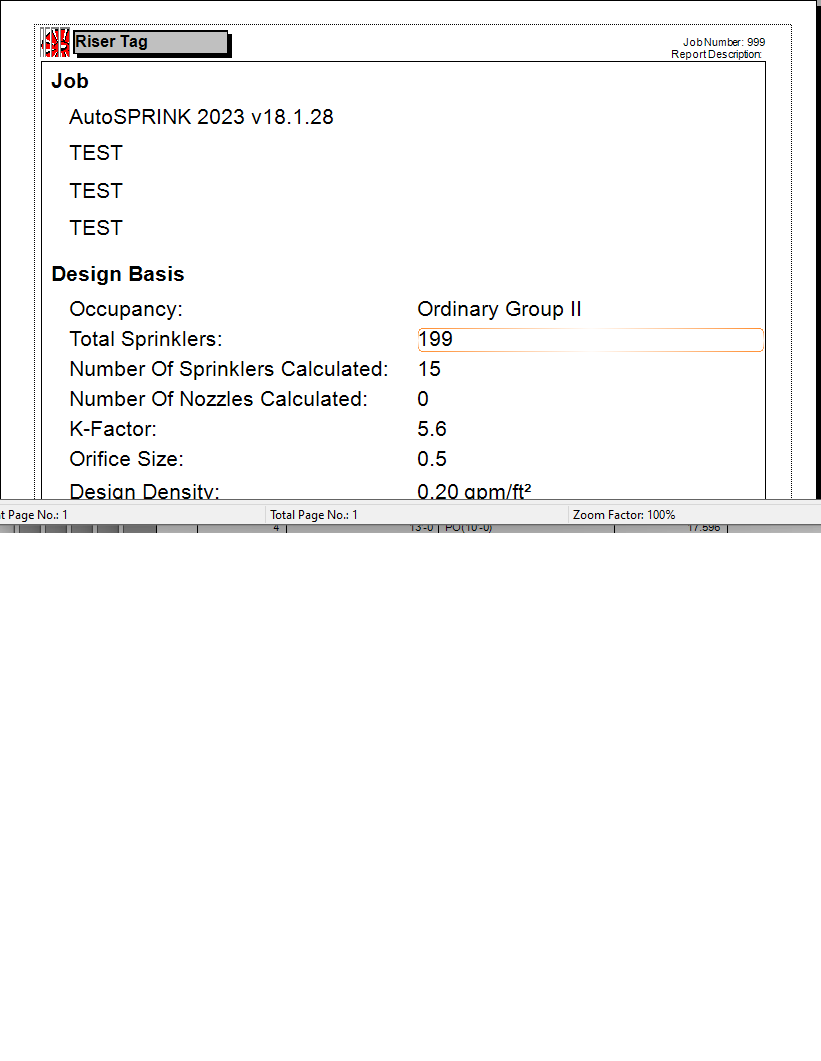 Riser Tag
Job Number: 999
Report Description:
Job
AutoSPRINK 2023 v18.1.28
TEST
TEST
TEST
Design Basis
Occupancy: Ordinary Group II
Total Sprinklers: 199
Number Of Sprinklers Calculated: 15
Number Of Nozzles Calculated: 0
K-Factor: 5.6
Orifice Size: 0.5
Design Density: 0.20 gpm/ft²
t Page No.: 1 Total Page No.: 1 Zoom Factor: 100%
4 13'-0 PO(10'-0) 17.596